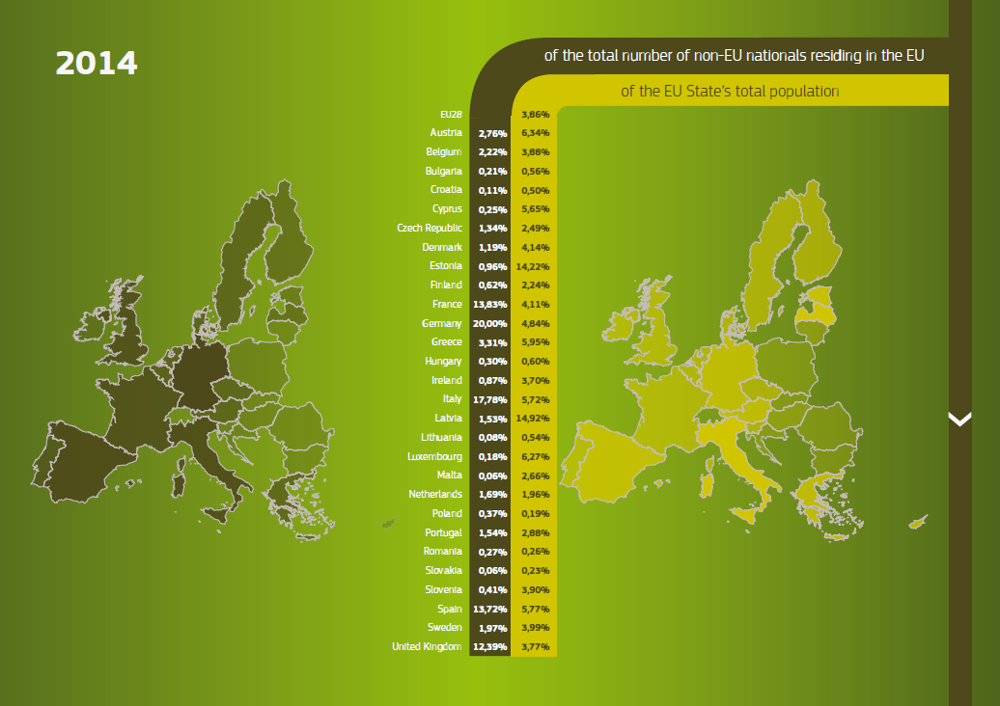 2014
of the total number of non-EU nationals residing in the EU
of the EU State's total population
EU28 3,86%
Austria 2,76% 6,34%
Belgium 2,22% 3,88%
Bulgaria 0,21% 0,56%
Croatia 0,11% 0,50%
Cyprus 0,25% 5,65%
Czech Republic 1,34% 2,49%
Denmark 1,19% 4,14%
Estonia 0,96% 14,22%
Finland 0,62% 2,24%
France 13,83% 4,11%
Germany 20,00% 4,84%
Greece 3,31% 5,95%
Hungary 0,30% 0,60%
Ireland 0,87% 3,70%
Italy 17,78% 5,72%
Latvia 1,53% 14,92%
Lithuania 0,08% 0,54%
Luxembourg 0,18% 6,27%
Malta 0,06% 2,66%
Netherlands 1,69% 1,96%
Poland 0,37% 0,19%
Portugal 1,54% 2,88%
Romania 0,27% 0,26%
Slovakia 0,06% 0,23%
Slovenia 0,41% 3,90%
Spain 13,72% 5,77%
Sweden 1,97% 3,99%
United Kingdom 12,39% 3,77%